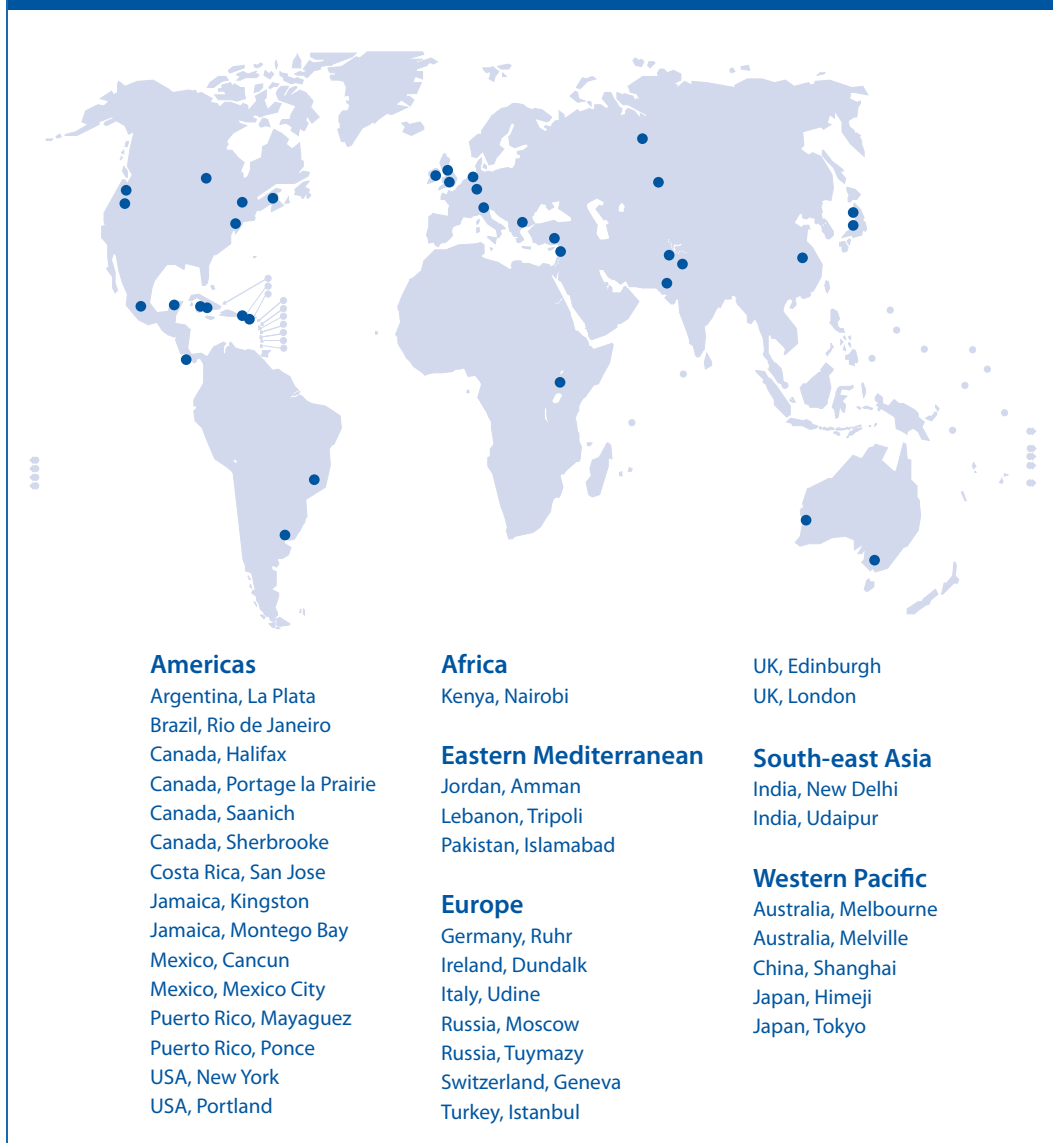 Americas
Argentina, La Plata
Brazil, Rio de Janeiro
Canada, Halifax
Canada, Portage la Prairie
Canada, Saanich
Canada, Sherbrooke
Costa Rica, San Jose
Jamaica, Kingston
Jamaica, Montego Bay
Mexico, Cancun
Mexico, Mexico City
Puerto Rico, Mayaguez
Puerto Rico, Ponce
USA, New York
USA, Portland
Africa
Kenya, Nairobi
Eastern Mediterranean
Jordan, Amman
Lebanon, Tripoli
Pakistan, Islamabad
Europe
Germany, Ruhr
Ireland, Dundalk
Italy, Udine
Russia, Moscow
Russia, Tuymazy
Switzerland, Geneva
Turkey, Istanbul
UK, Edinburgh
UK, London
South-east Asia
India, New Delhi
India, Udaipur
Western Pacific
Australia, Melbourne
Australia, Melville
China, Shanghai
Japan, Himeji
Japan, Tokyo